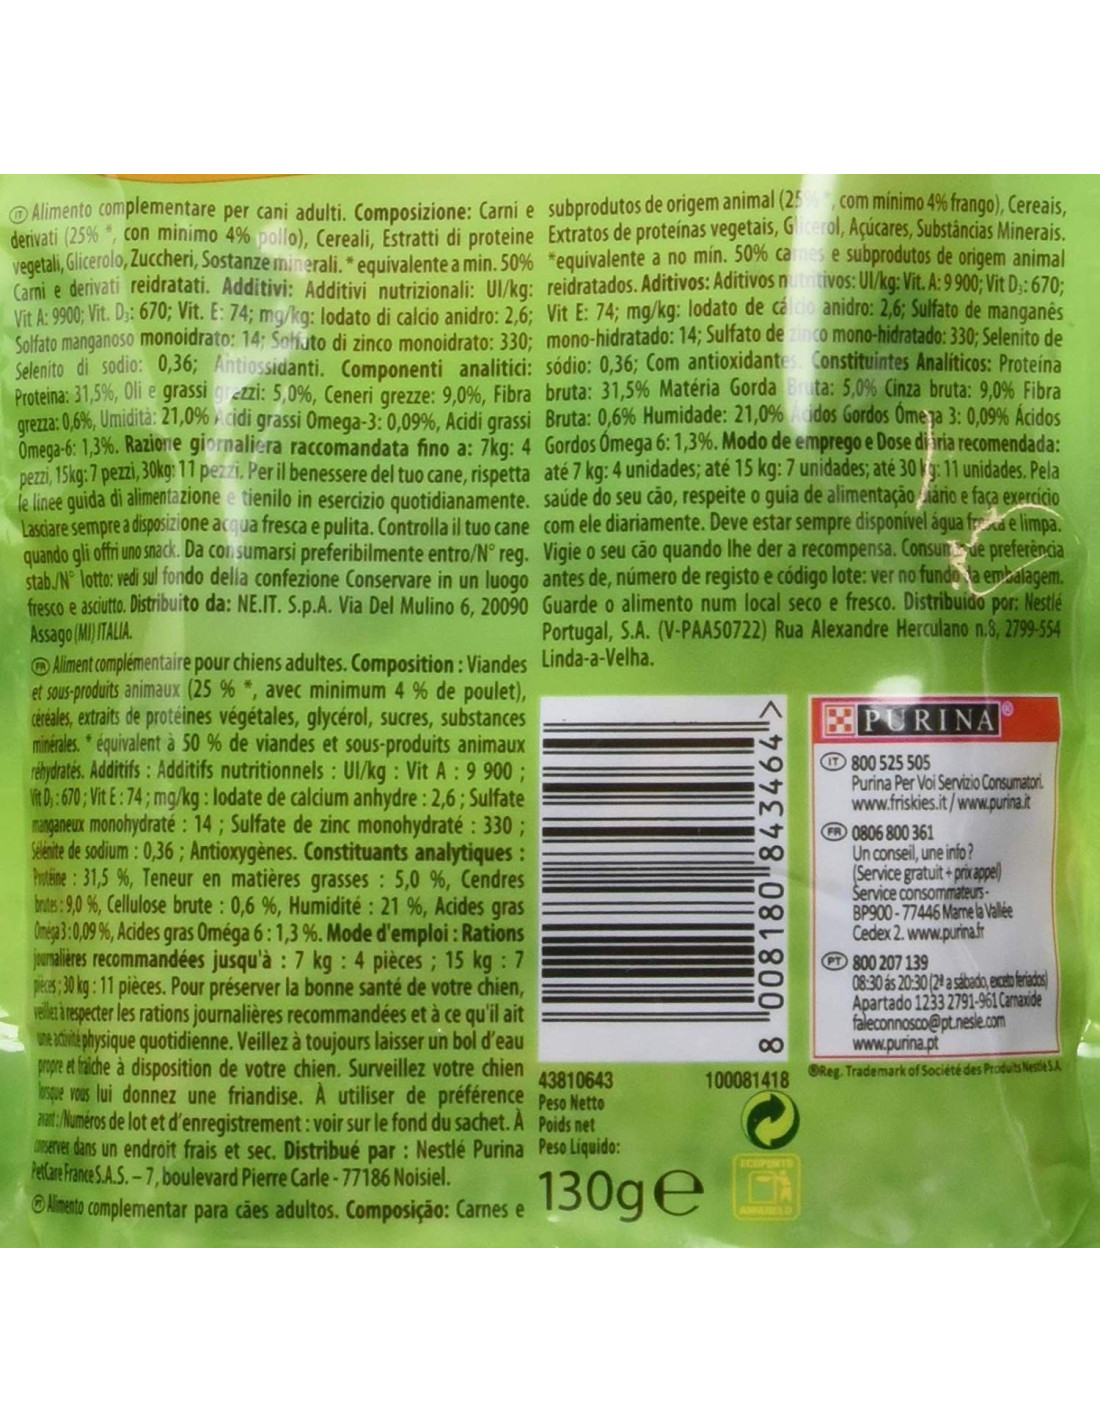 IT Alimento complementare per cani adulti. Composizione: Carni e
derivati (25% *, con minimo 4% pollo), Cereali, Estratti di proteine
vegetali, Glicerolo, Zuccheri, Sostanze minerali. * equivalente a min. 50%
Carni e derivati reidratati. Additivi: Additivi nutrizionali: UI/kg:
Vit A: 9900; Vit. D₃: 670; Vit. E: 74; mg/kg: Iodato di calcio anidro: 2,6;
Solfato manganoso monoidrato: 14; Solfato di zinco monoidrato: 330;
Selenito di sodio: 0,36; Antiossidanti. Componenti analitici:
Proteina: 31,5%, Oli e grassi grezzi: 5,0%, Ceneri grezze: 9,0%, Fibra
grezza: 0,6%, Umidità: 21,0% Acidi grassi Omega-3: 0,09%, Acidi grassi
Omega-6: 1,3%. Razione giornaliera raccomandata fino a: 7kg: 4
pezzi, 15kg: 7 pezzi, 30kg: 11 pezzi. Per il benessere del tuo cane, rispetta
le linee guida di alimentazione e tienilo in esercizio quotidianamente.
Lasciare sempre a disposizione acqua fresca e pulita. Controlla il tuo cane
quando gli offri uno snack. Da consumarsi preferibilmente entro/N° reg.
stab./N° lotto: vedi sul fondo della confezione Conservare in un luogo
fresco e asciutto. Distribuito da: NE.IT. S.p.A. Via Del Mulino 6, 20090
Assago (MI) ITALIA.
FR Aliment complémentaire pour chiens adultes. Composition : Viandes
et sous-produits animaux (25 % *, avec minimum 4 % de poulet),
céréales, extraits de protéines végétales, glycérol, sucres, substances
minérales. * équivalent à 50 % de viandes et sous-produits animaux
réhydratés. Additifs : Additifs nutritionnels : UI/kg : Vit A : 9 900 ;
Vit D₃ : 670 ; Vit E : 74 ; mg/kg : Iodate de calcium anhydre : 2,6 ; Sulfate
manganeux monohydraté : 14 ; Sulfate de zinc monohydraté : 330 ;
Sélénite de sodium : 0,36 ; Antioxygènes. Constituants analytiques :
Protéine : 31,5 %, Teneur en matières grasses : 5,0 %, Cendres
brutes : 9,0 %, Cellulose brute : 0,6 %, Humidité : 21 %, Acides gras
Oméga 3 : 0,09 %, Acides gras Oméga 6 : 1,3 %. Mode d'emploi : Rations
journalières recommandées jusqu'à : 7 kg : 4 pièces ; 15 kg : 7
pièces ; 30 kg : 11 pièces. Pour préserver la bonne santé de votre chien,
veillez à respecter les rations journalières recommandées et à ce qu'il ait
une activité physique quotidienne. Veillez à toujours laisser un bol d'eau
propre et fraîche à disposition de votre chien. Surveillez votre chien
lorsque vous lui donnez une friandise. À utiliser de préférence
avant :/Numéros de lot et d'enregistrement : voir sur le fond du sachet. À
conserver dans un endroit frais et sec. Distribué par : Nestlé Purina
PetCare France S.A.S. – 7, boulevard Pierre Carle - 77186 Noisiel.
PT Alimento complementar para cães adultos. Composição: Carnes e
subprodutos de origem animal (25% *, com mínimo 4% frango), Cereais,
Extratos de proteínas vegetais, Glicerol, Açúcares, Substâncias Minerais.
*equivalente a no mín. 50% carnes e subprodutos de origem animal
reidratados. Aditivos: Aditivos nutritivos: UI/kg: Vit. A: 9 900; Vit D₃: 670;
Vit E: 74; mg/kg: Iodato de cálcio anidro: 2,6; Sulfato de manganês
mono-hidratado: 14; Sulfato de zinco mono-hidratado: 330; Selenito de
sódio: 0,36; Com antioxidantes. Constituintes Analíticos: Proteína
bruta: 31,5% Matéria Gorda Bruta: 5,0% Cinza bruta: 9,0% Fibra
Bruta: 0,6% Humidade: 21,0% Ácidos Gordos Ómega 3: 0,09% Ácidos
Gordos Ómega 6: 1,3%. Modo de emprego e Dose diária recomendada:
até 7 kg: 4 unidades; até 15 kg: 7 unidades; até 30 kg: 11 unidades. Pela
saúde do seu cão, respeite o guia de alimentação diário e faça exercício
com ele diariamente. Deve estar sempre disponível água fresca e limpa.
Vigie o seu cão quando lhe der a recompensa. Consumir de preferência
antes de, número de registo e código lote: ver no fundo da embalagem.
Guarde o alimento num local seco e fresco. Distribuído por: Nestlé
Portugal, S.A. (V-PAA50722) Rua Alexandre Herculano n.8, 2799-554
Linda-a-Velha.
8 008180 843464 >
PURINA®
IT 800 525 505
Purina Per Voi Servizio Consumatori.
www.friskies.it / www.purina.it
FR 0806 800 361
Un conseil, une info ?
(Service gratuit + prix appel)
Service consommateurs -
BP900 - 77446 Marne la Vallée
Cedex 2. www.purina.fr
PT 800 207 139
08:30 ás 20:30 (2ª a sábado, exceto feriados)
Apartado 1233 2791-961 Carnaxide
faleconnosco@pt.nestle.com
www.purina.pt
®Reg. Trademark of Société des Produits Nestlé S.A.
43810643 100081418
Peso Netto
Poids net
Peso Líquido:
130g e
ECOPONTO
AMARELO